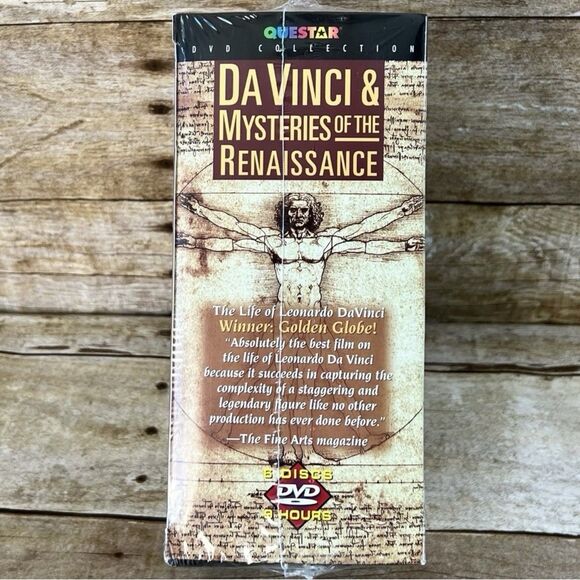 QUESTAR
DVD COLLECTION
DA VINCI &
MYSTERIES OF THE
RENAISSANCE
The Life of Leonardo DaVinci
Winner: Golden Globe!
"Absolutely the best film on
the life of Leonardo Da Vinci
because it succeeds in capturing the
complexity of a staggering and
legendary figure like no other
production has ever done before."
—The Fine Arts magazine
6 DISCS
DVD
9 HOURS